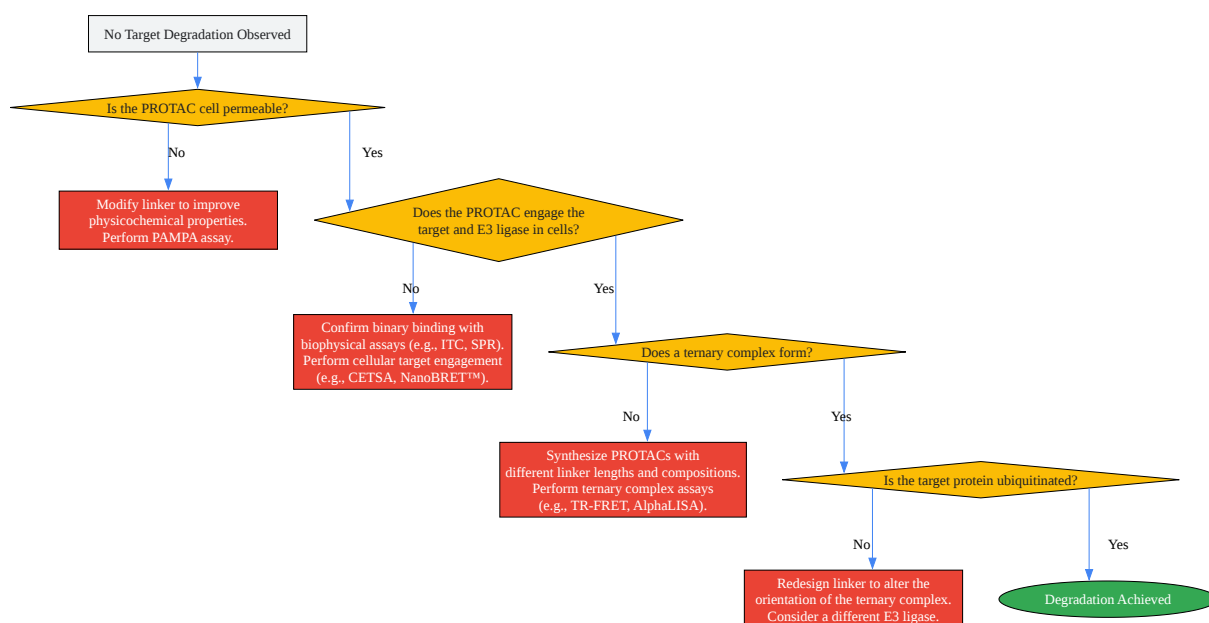 No Target Degradation Observed
Is the PROTAC cell permeable?
No
Yes
Modify linker to improve
physicochemical properties.
Perform PAMPA assay.
Does the PROTAC engage the
target and E3 ligase in cells?
No
Yes
Confirm binary binding with
biophysical assays (e.g., ITC, SPR).
Perform cellular target engagement
(e.g., CETSA, NanoBRET™).
Does a ternary complex form?
No
Yes
Synthesize PROTACs with
different linker lengths and compositions.
Perform ternary complex assays
(e.g., TR-FRET, AlphaLISA).
Is the target protein ubiquitinated?
No
Yes
Redesign linker to alter the
orientation of the ternary complex.
Consider a different E3 ligase.
Degradation Achieved